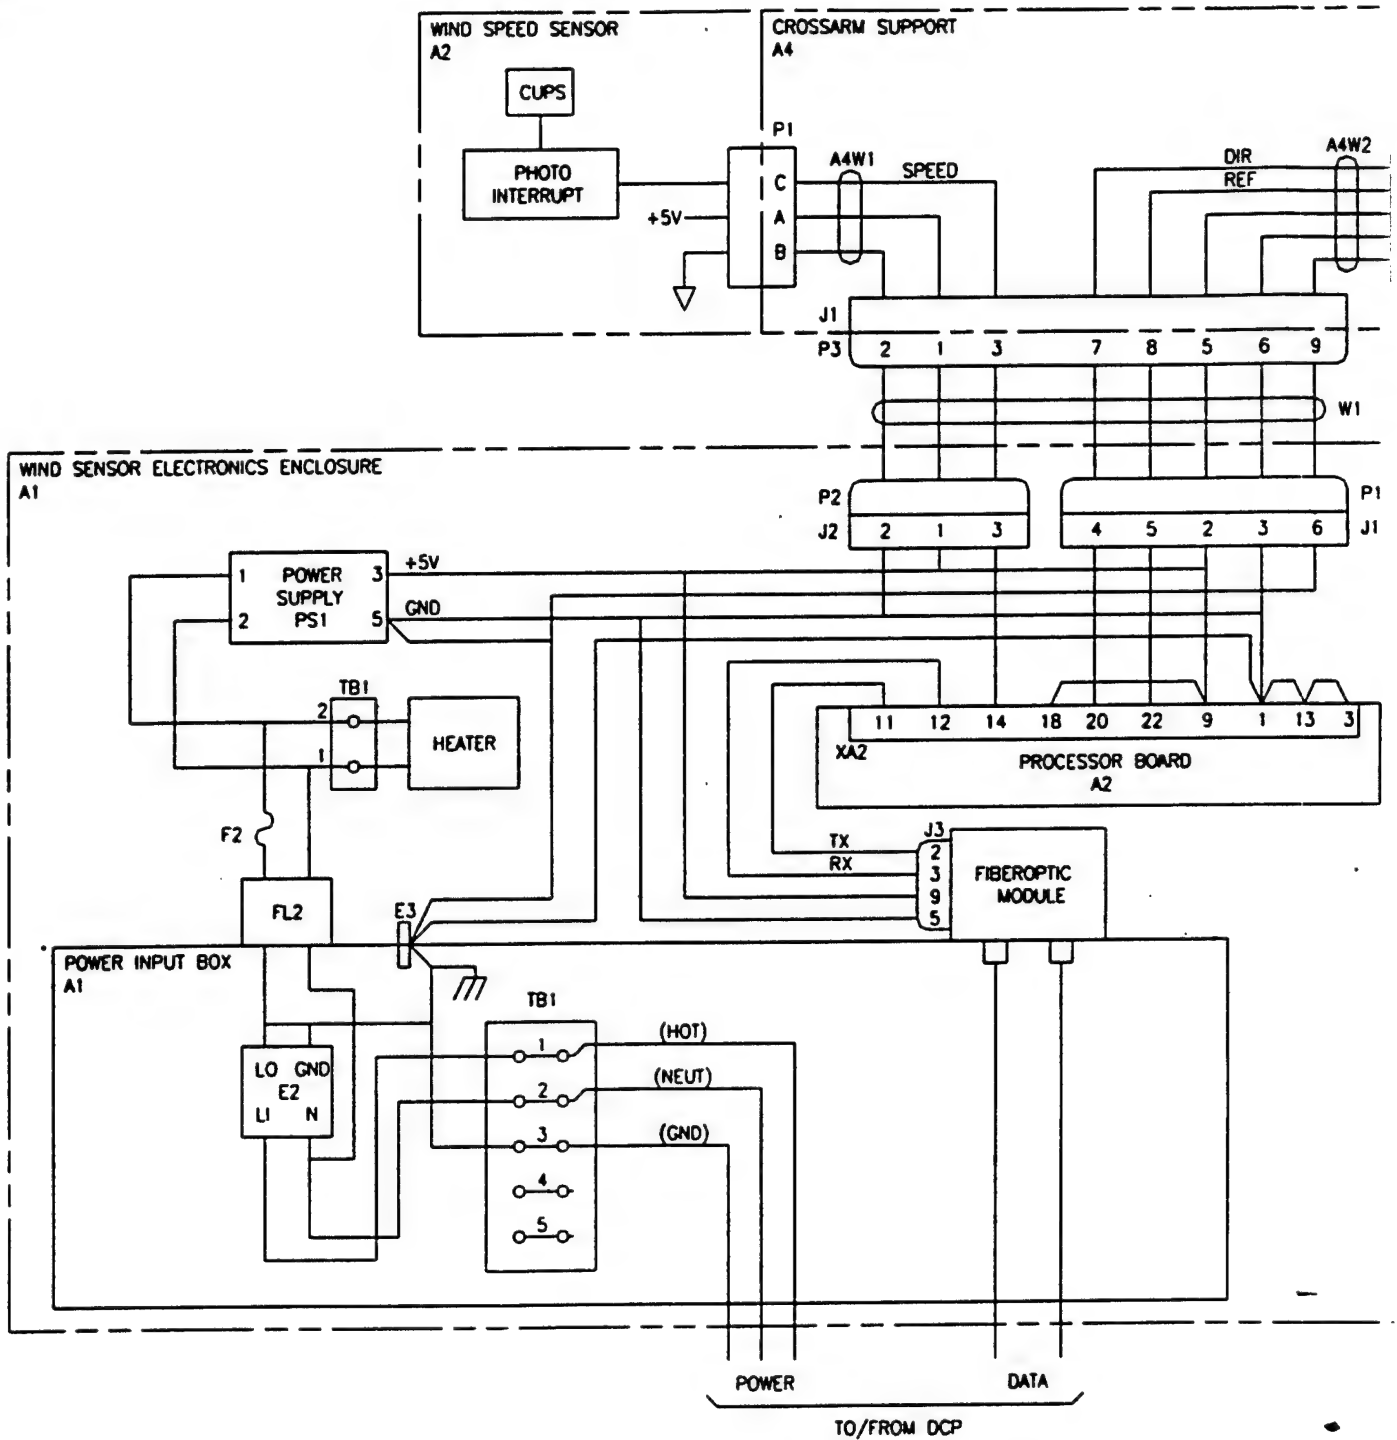 WIND SPEED SENSOR
A2
CROSSARM SUPPORT
A4
CUPS
PHOTO
INTERRUPT
+5V
P1
C
A
B
A4W1
SPEED
DIR
REF
A4W2
J1
P3 2 1 3 7 8 5 6 9
W1
WIND SENSOR ELECTRONICS ENCLOSURE
A1
P2
P1
J2 2 1 3 4 5 2 3 6 J1
1 POWER 3 +5V
SUPPLY
2 PS1 5 GND
TB1
2
1
HEATER
11 12 14 18 20 22 9 1 13 3
XA2
PROCESSOR BOARD
A2
F2
TX
RX
J3
2
3
9
5
FIBEROPTIC
MODULE
FL2
E3
POWER INPUT BOX
A1
TB1
1 (HOT)
2 (NEUT)
3 (GND)
4
5
LO GND
E2
LI N
POWER
DATA
TO/FROM DCP